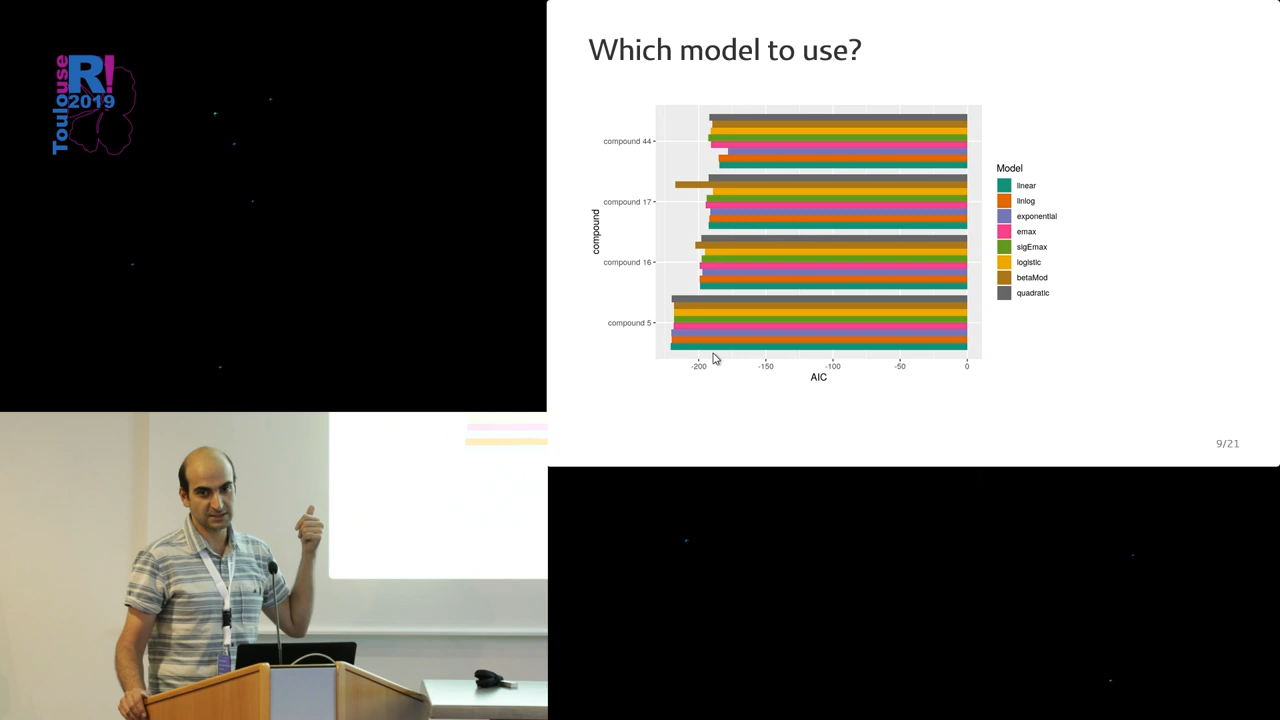 Toulouse
R!
2019
Which model to use?
compound
compound 44
compound 17
compound 16
compound 5
-200
-150
-100
-50
0
AIC
Model
linear
linlog
exponential
emax
sigEmax
logistic
betaMod
quadratic
9/21